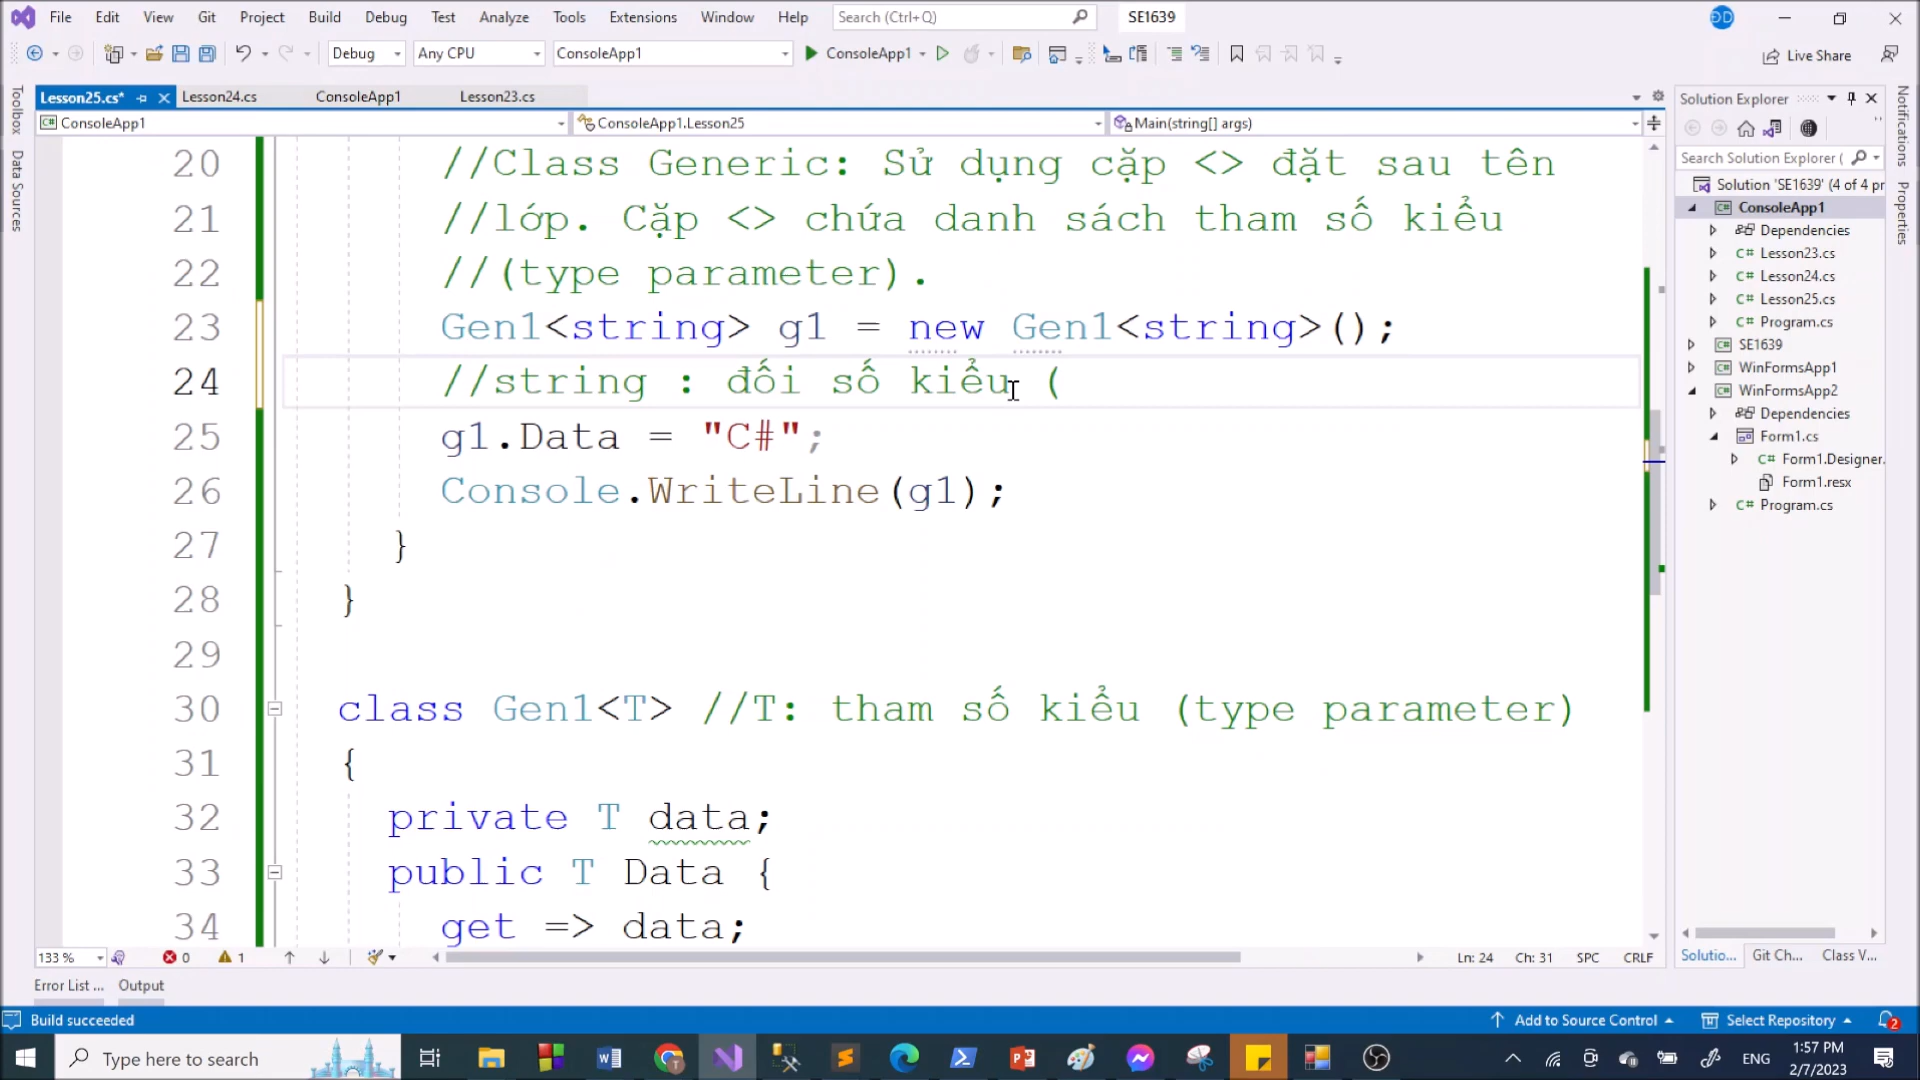 File Edit View Git Project Build Debug Test Analyze Tools Extensions Window Help Search (Ctrl+Q) SE1639 ĐD
Debug Any CPU ConsoleApp1 ConsoleApp1 Live Share
Lesson25.cs* Lesson24.cs ConsoleApp1 Lesson23.cs
ConsoleApp1 ConsoleApp1.Lesson25 Main(string[] args)
Toolbox
Data Sources
20 //Class Generic: Sử dụng cặp <> đặt sau tên
21 //lớp. Cặp <> chứa danh sách tham số kiểu
22 //(type parameter).
23 Gen1<string> g1 = new Gen1<string>();
24 //string : đối số kiểu (
25 g1.Data = "C#";
26 Console.WriteLine(g1);
27 }
28 }
29
30 class Gen1<T> //T: tham số kiểu (type parameter)
31 {
32 private T data;
33 public T Data {
34 get => data;
133 % 0 1 Ln: 24 Ch: 31 SPC CRLF
Solution Explorer
Search Solution Explorer (
Solution 'SE1639' (4 of 4 pr
ConsoleApp1
Dependencies
C# Lesson23.cs
C# Lesson24.cs
C# Lesson25.cs
C# Program.cs
SE1639
WinFormsApp1
WinFormsApp2
Dependencies
Form1.cs
C# Form1.Designer.
Form1.resx
C# Program.cs
Solutio... Git Ch... Class V...
Notifications
Properties
Error List ... Output
Build succeeded Add to Source Control Select Repository 2
Type here to search ENG 1:57 PM
2/7/2023